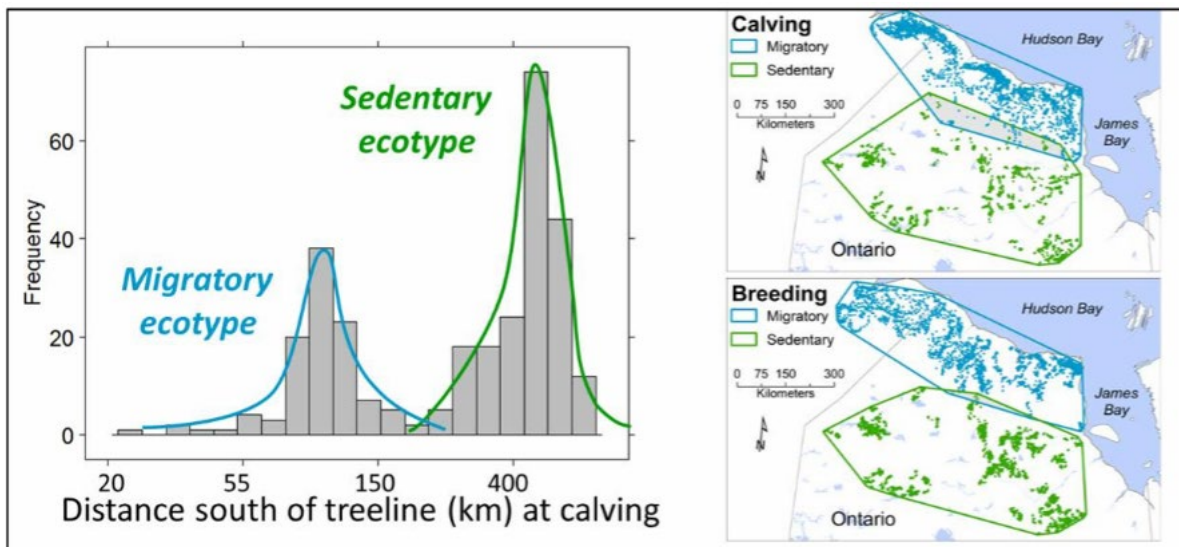 Sedentary
ecotype
Migratory
ecotype
Frequency
60
40
20
0
20 55 150 400
Distance south of treeline (km) at calving
Calving
Migratory
Sedentary
0 75 150 300
Kilometers
N
Hudson Bay
James
Bay
Ontario
Breeding
Migratory
Sedentary
0 75 150 300
Kilometers
N
Hudson Bay
James
Bay
Ontario